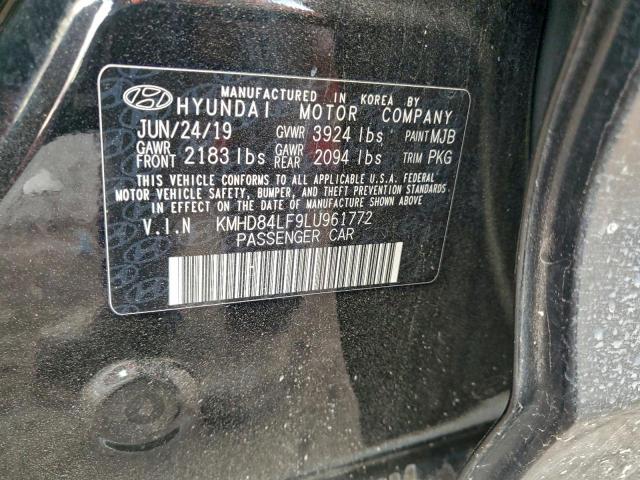 MANUFACTURED IN KOREA BY
HYUNDAI MOTOR COMPANY
JUN/24/19 GVWR 3924 lbs PAINT MJB
GAWR FRONT 2183 lbs GAWR REAR 2094 lbs TRIM PKG
THIS VEHICLE CONFORMS TO ALL APPLICABLE U.S.A. FEDERAL
MOTOR VEHICLE SAFETY, BUMPER, AND THEFT PREVENTION STANDARDS
IN EFFECT ON THE DATE OF MANUFACTURE SHOWN ABOVE
V.I.N KMHD84LF9LU961772
PASSENGER CAR